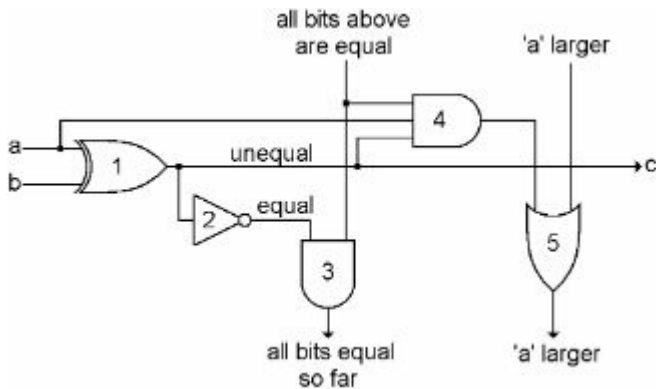 all bits above
are equal
'a' larger
a
b
1
unequal
4
c
2
equal
3
5
all bits equal
so far
'a' larger